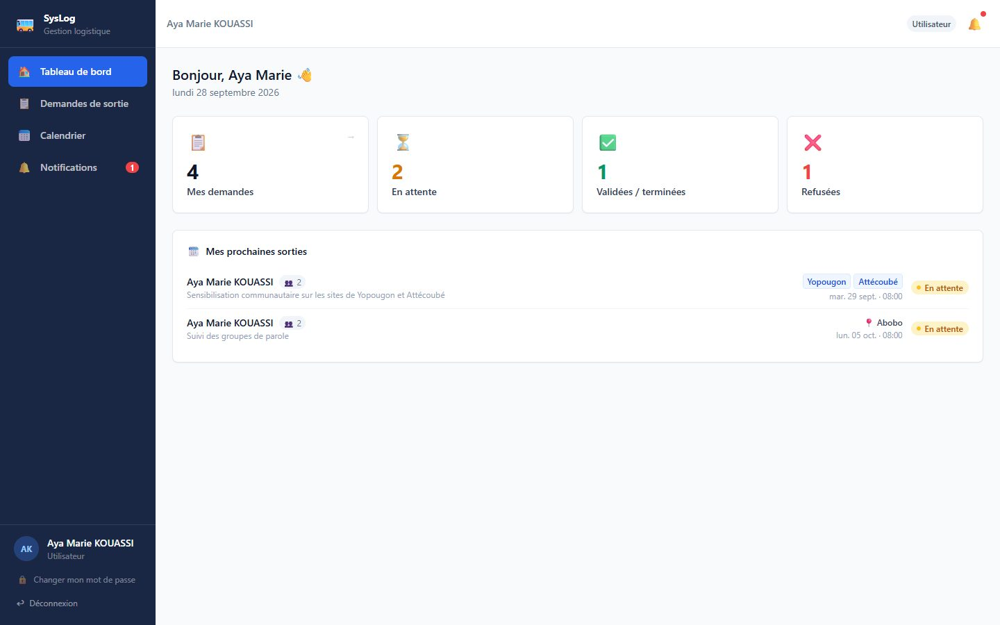 SysLog
Gestion logistique
Tableau de bord
Demandes de sortie
Calendrier
Notifications 1
Aya Marie KOUASSI
Utilisateur
Changer mon mot de passe
Déconnexion
AK
Aya Marie KOUASSI
Utilisateur
Bonjour, Aya Marie
lundi 28 septembre 2026
→
4
Mes demandes
2
En attente
1
Validées / terminées
1
Refusées
Mes prochaines sorties
Aya Marie KOUASSI 2
Sensibilisation communautaire sur les sites de Yopougon et Attécoubé
Yopougon Attécoubé
mar. 29 sept. · 08:00
En attente
Aya Marie KOUASSI 2
Suivi des groupes de parole
Abobo
lun. 05 oct. · 08:00
En attente